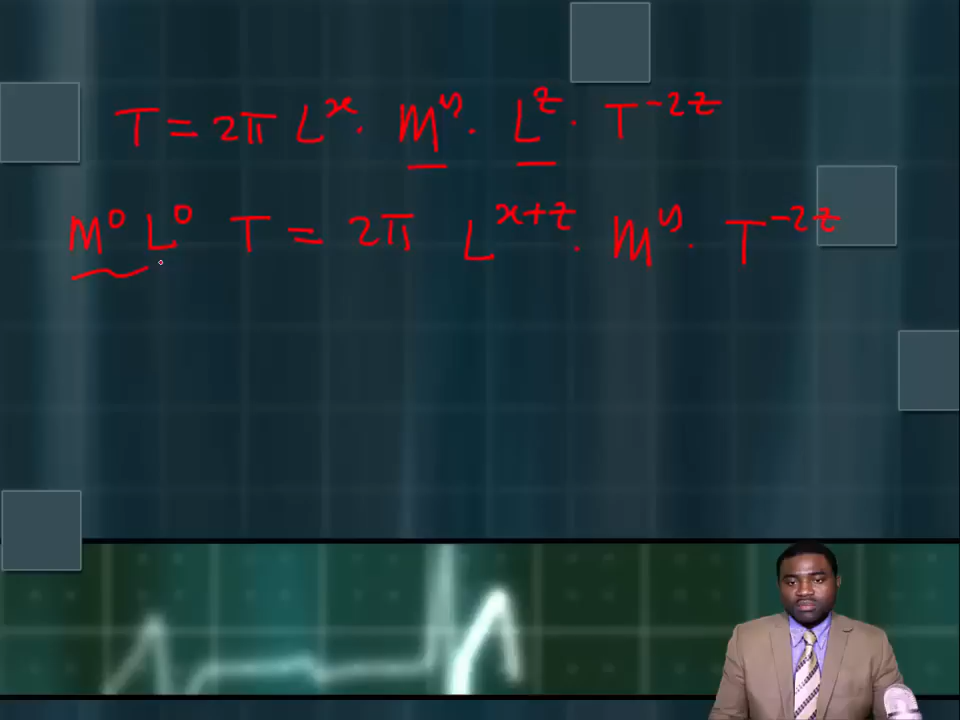 T = 2π L^x · M^y · L^z · T^-2z
M^0 L^0 T = 2π L^x+z · M^y · T^-2z